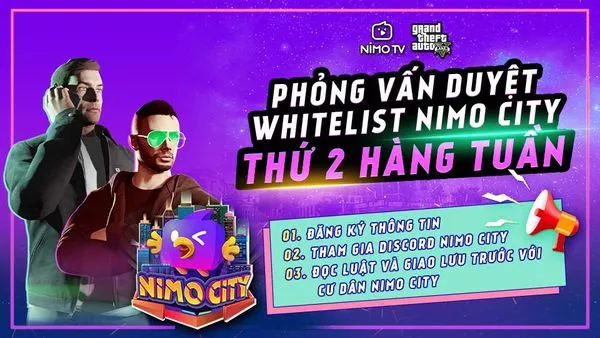 NIMO TV
grand
theft
auto
PHỎNG VẤN DUYỆT
WHITELIST NIMO CITY
THỨ 2 HÀNG TUẦN
01. ĐĂNG KÝ THÔNG TIN
02. THAM GIA DISCORD NIMO CITY
03. ĐỌC LUẬT VÀ GIAO LƯU TRƯỚC VỚI
CƯ DÂN NIMO CITY
NIMO CITY